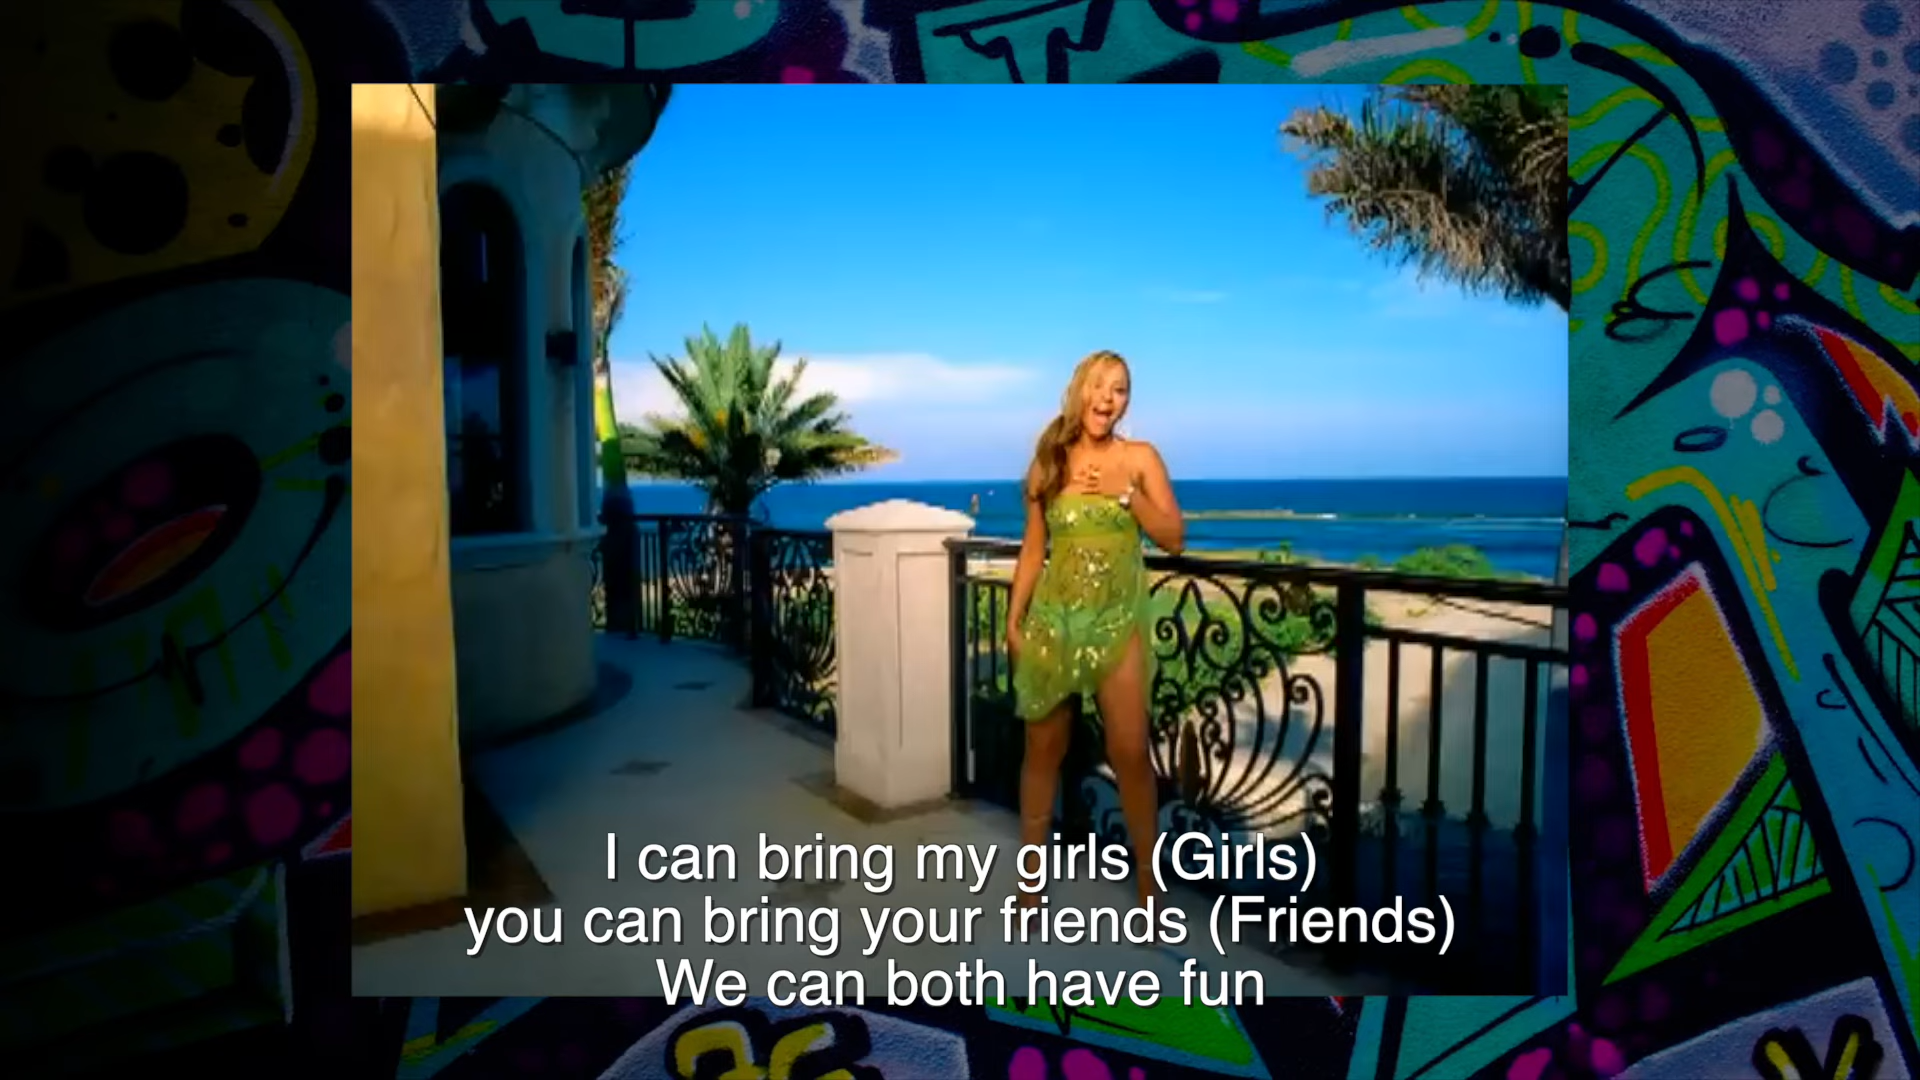 I can bring my girls (Girls)
you can bring your friends (Friends)
We can both have fun